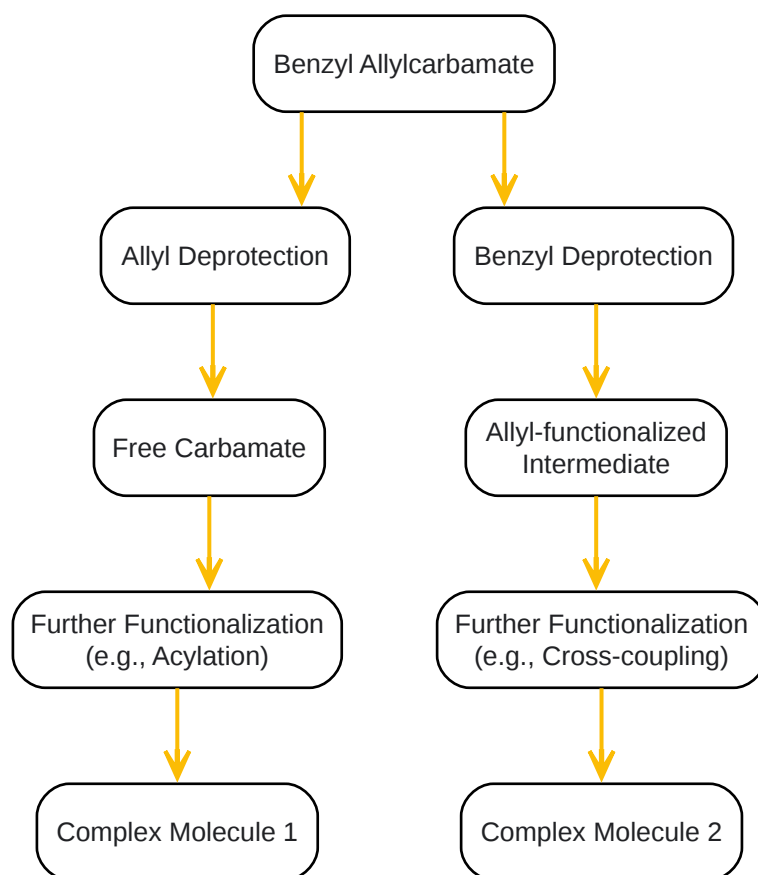 Benzyl Allylcarbamate
Allyl Deprotection
Benzyl Deprotection
Free Carbamate
Allyl-functionalized
Intermediate
Further Functionalization
(e.g., Acylation)
Further Functionalization
(e.g., Cross-coupling)
Complex Molecule 1
Complex Molecule 2